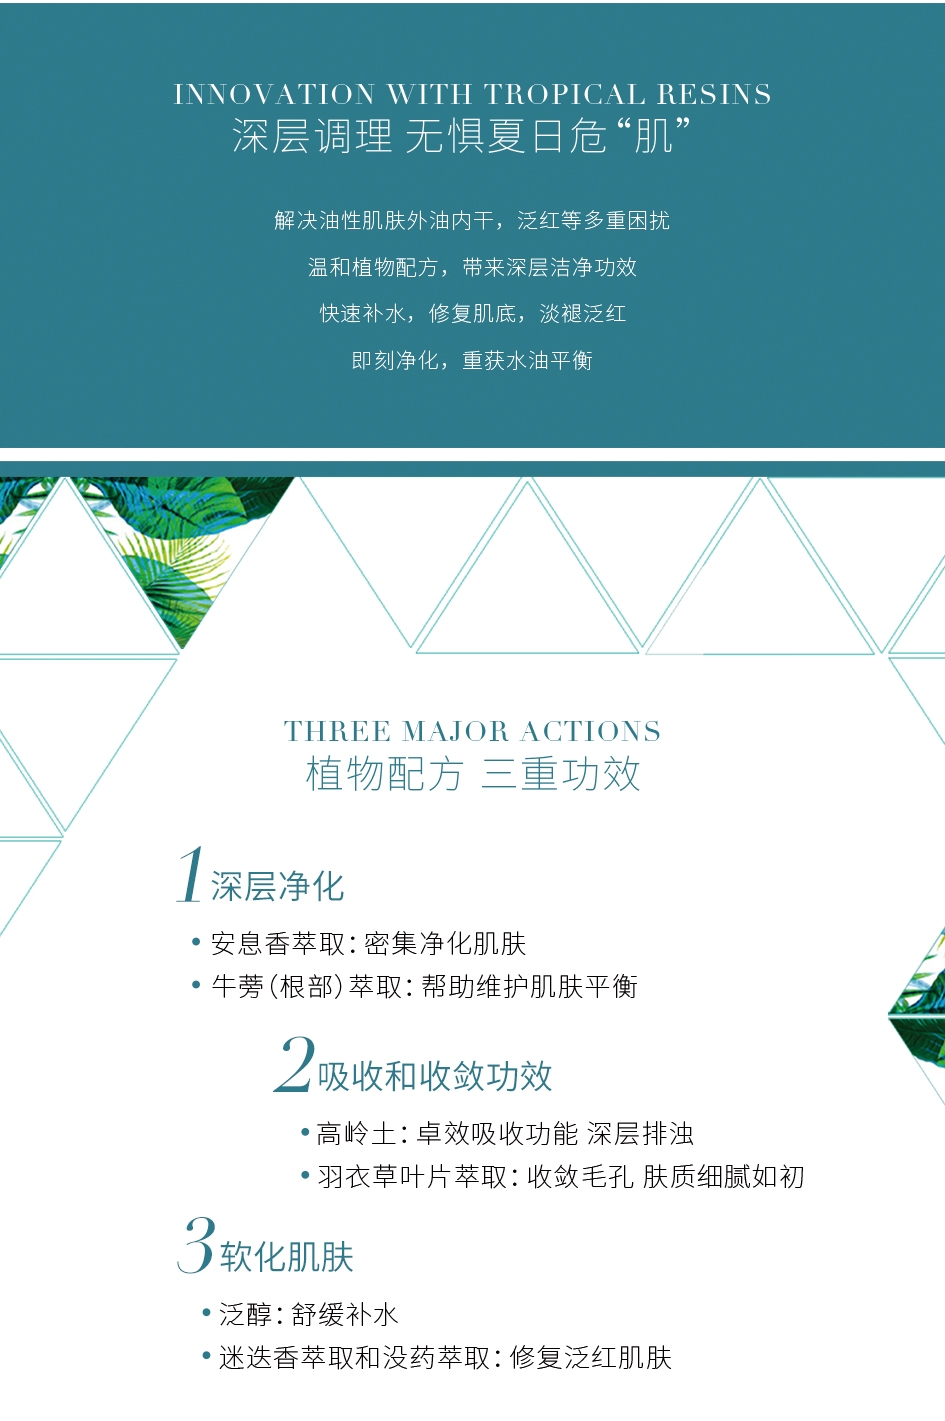 INNOVATION WITH TROPICAL RESINS
深层调理 无惧夏日危“肌”
解决油性肌肤外油内干，泛红等多重困扰
温和植物配方，带来深层洁净功效
快速补水，修复肌底，淡褪泛红
即刻净化，重获水油平衡
THREE MAJOR ACTIONS
植物配方 三重功效
1 深层净化
• 安息香萃取：密集净化肌肤
• 牛蒡（根部）萃取：帮助维护肌肤平衡
2 吸收和收敛功效
• 高岭土：卓效吸收功能 深层排浊
• 羽衣草叶片萃取：收敛毛孔 肤质细腻如初
3 软化肌肤
• 泛醇：舒缓补水
• 迷迭香萃取和没药萃取：修复泛红肌肤